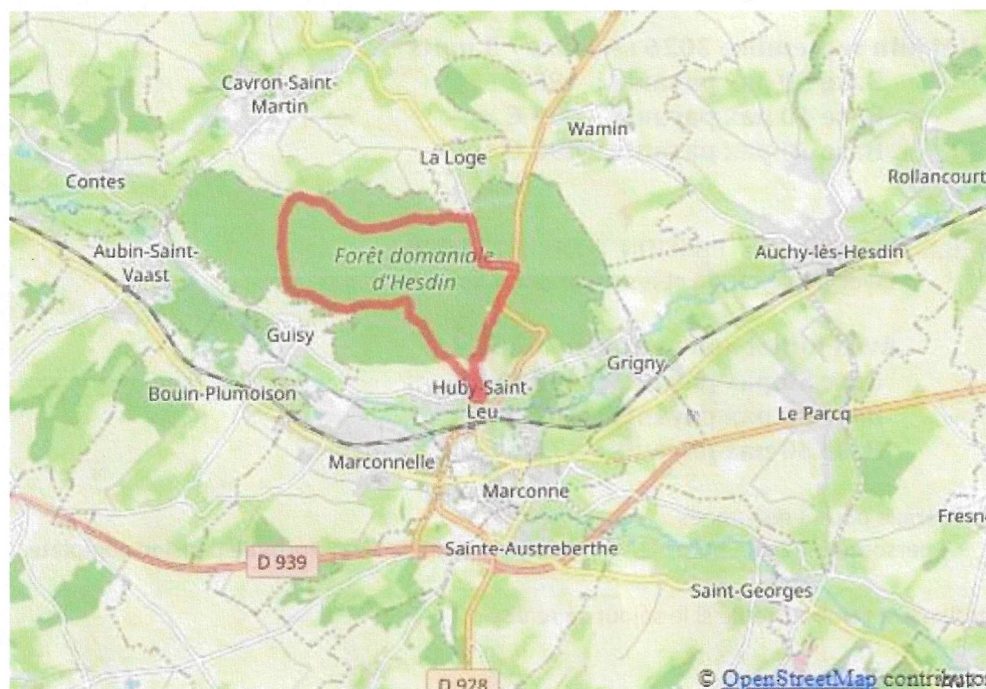 Cavron-Saint-
Martin
Wamin
La Loge
Contes
Rollancourt
Aubin-Saint-
Vaast
Forêt domaniale
d'Hesdin
Auchy-lès-Hesdin
Guisy
Grigny
Bouin-Plumoison
Huby-Saint-
Leu
Le Parcq
Marconnelle
Marconne
Fresn
Sainte-Austreberthe
D 939
Saint-Georges
D 928
© OpenStreetMap contributor